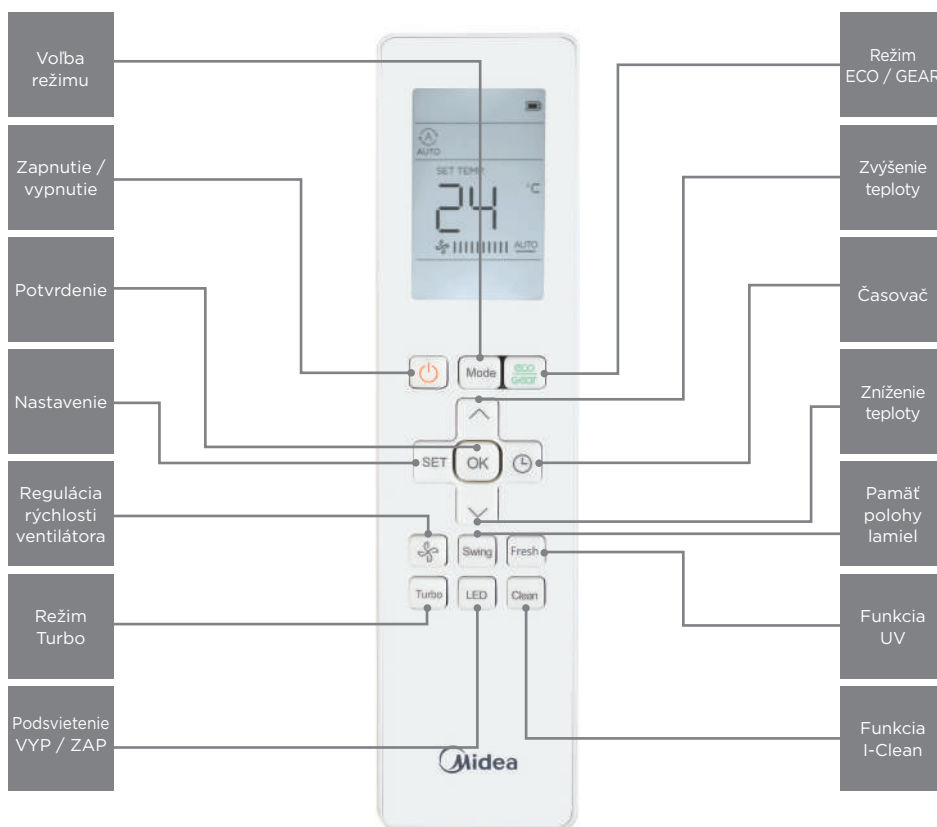 Voľba
režimu
Zapnutie /
vypnutie
Potvrdenie
Nastavenie
Regulácia
rýchlosti
ventilátora
Režim
Turbo
Podsvietenie
VYP / ZAP
AUTO
SET TEMP.
24 °C
AUTO
Mode
eco
GEAR
SET
OK
Swing
Fresh
Turbo
LED
Clean
Midea
Režim
ECO / GEAR
Zvýšenie
teploty
Časovač
Zníženie
teploty
Pamäť
polohy
lamiel
Funkcia
UV
Funkcia
I-Clean